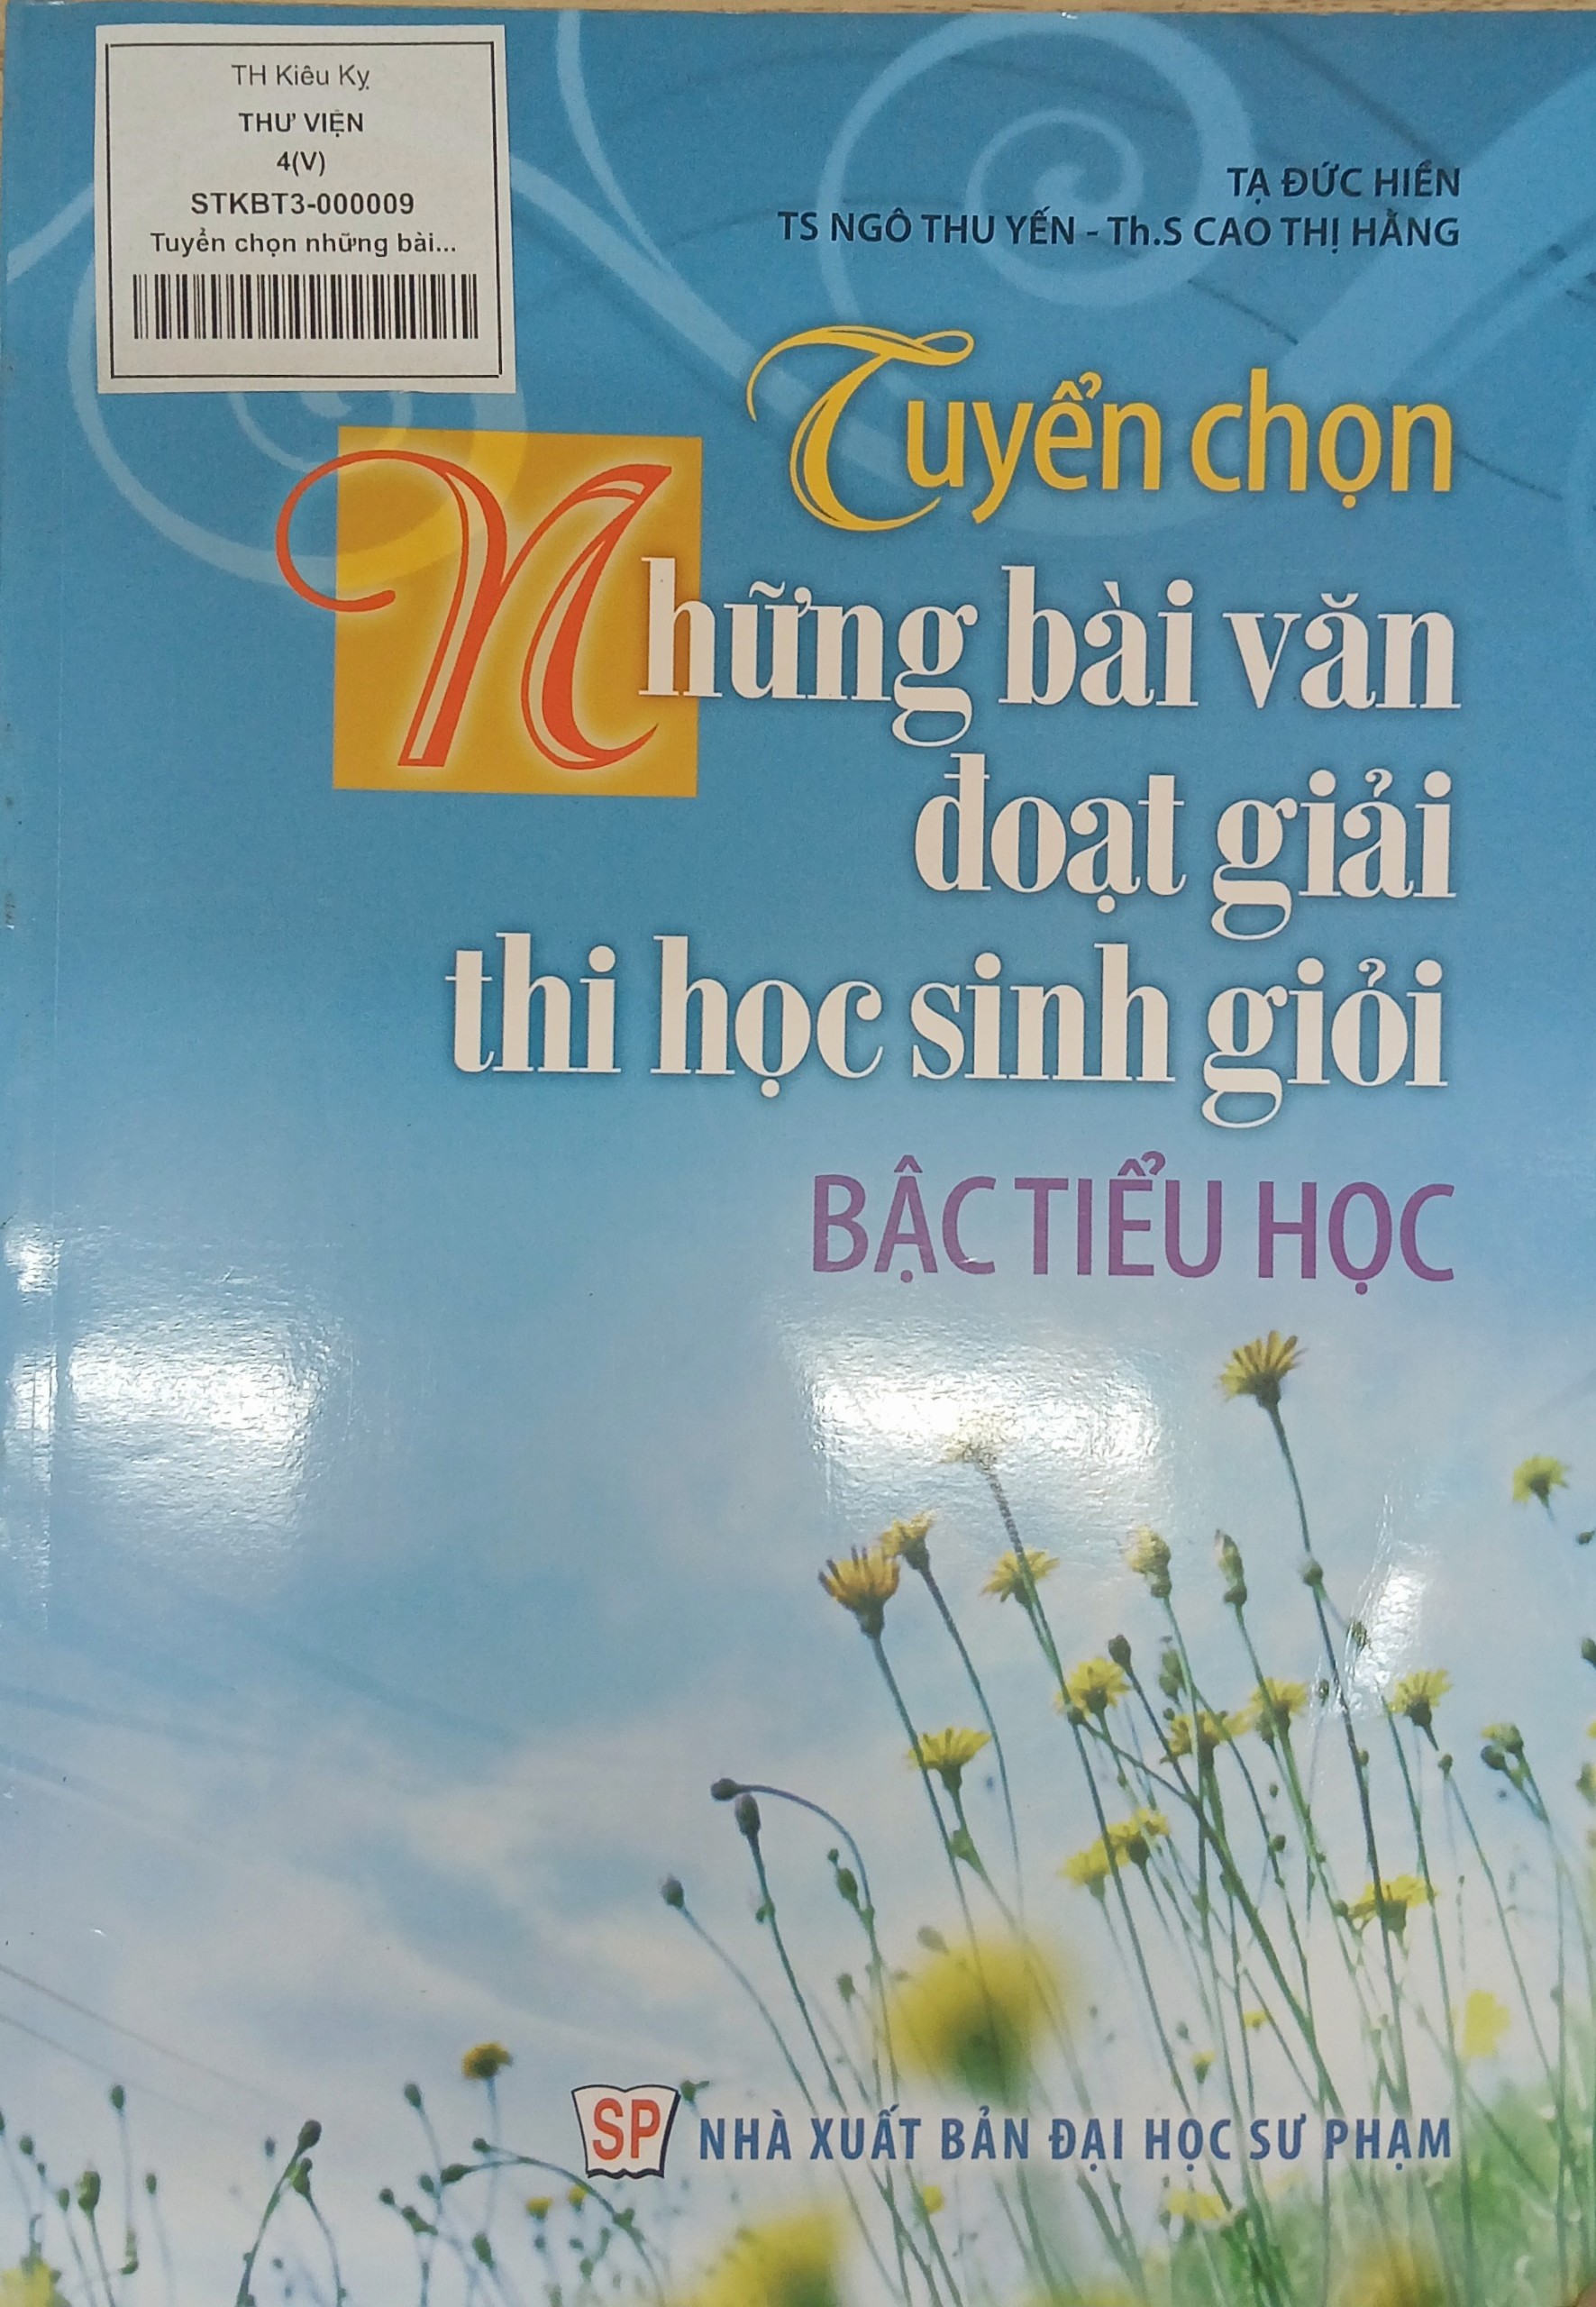 TH Kiêu Kỵ
THƯ VIỆN
4(V)
STKBT3-000009
Tuyển chọn những bài...
TẠ ĐỨC HIỀN
TS NGÔ THU YẾN - Th.S CAO THỊ HẰNG
Tuyển chọn
Những bài văn
đoạt giải
thi học sinh giỏi
BẬC TIỂU HỌC
SP NHÀ XUẤT BẢN ĐẠI HỌC SƯ PHẠM